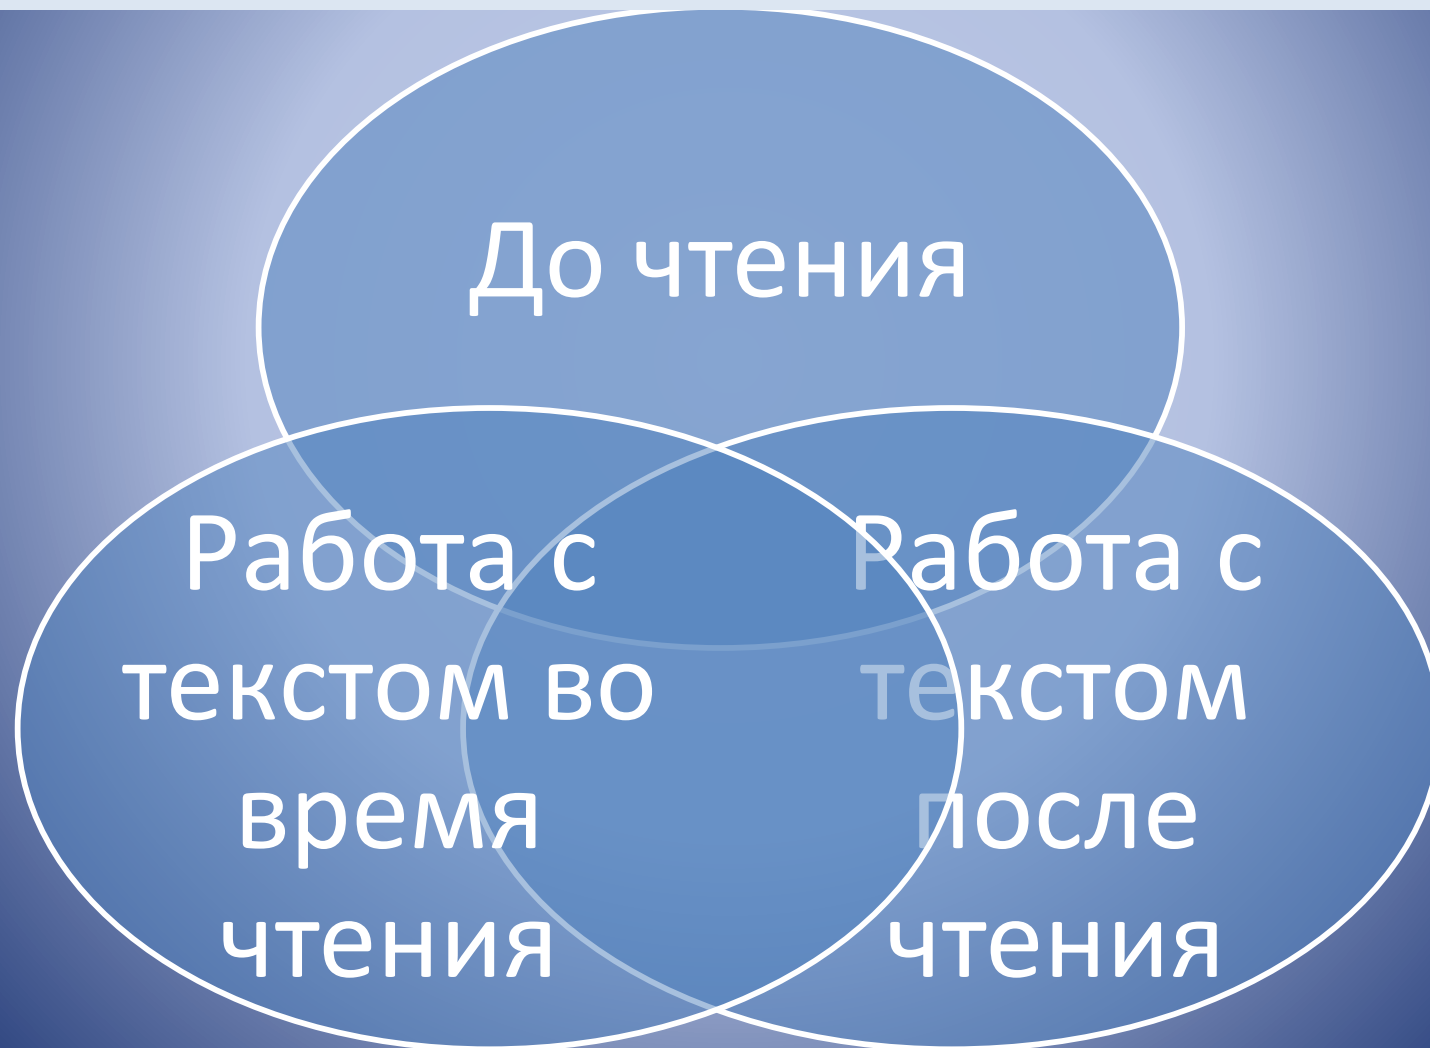 До чтения
Работа с
текстом во
время
чтения
Работа с
текстом
после
чтения